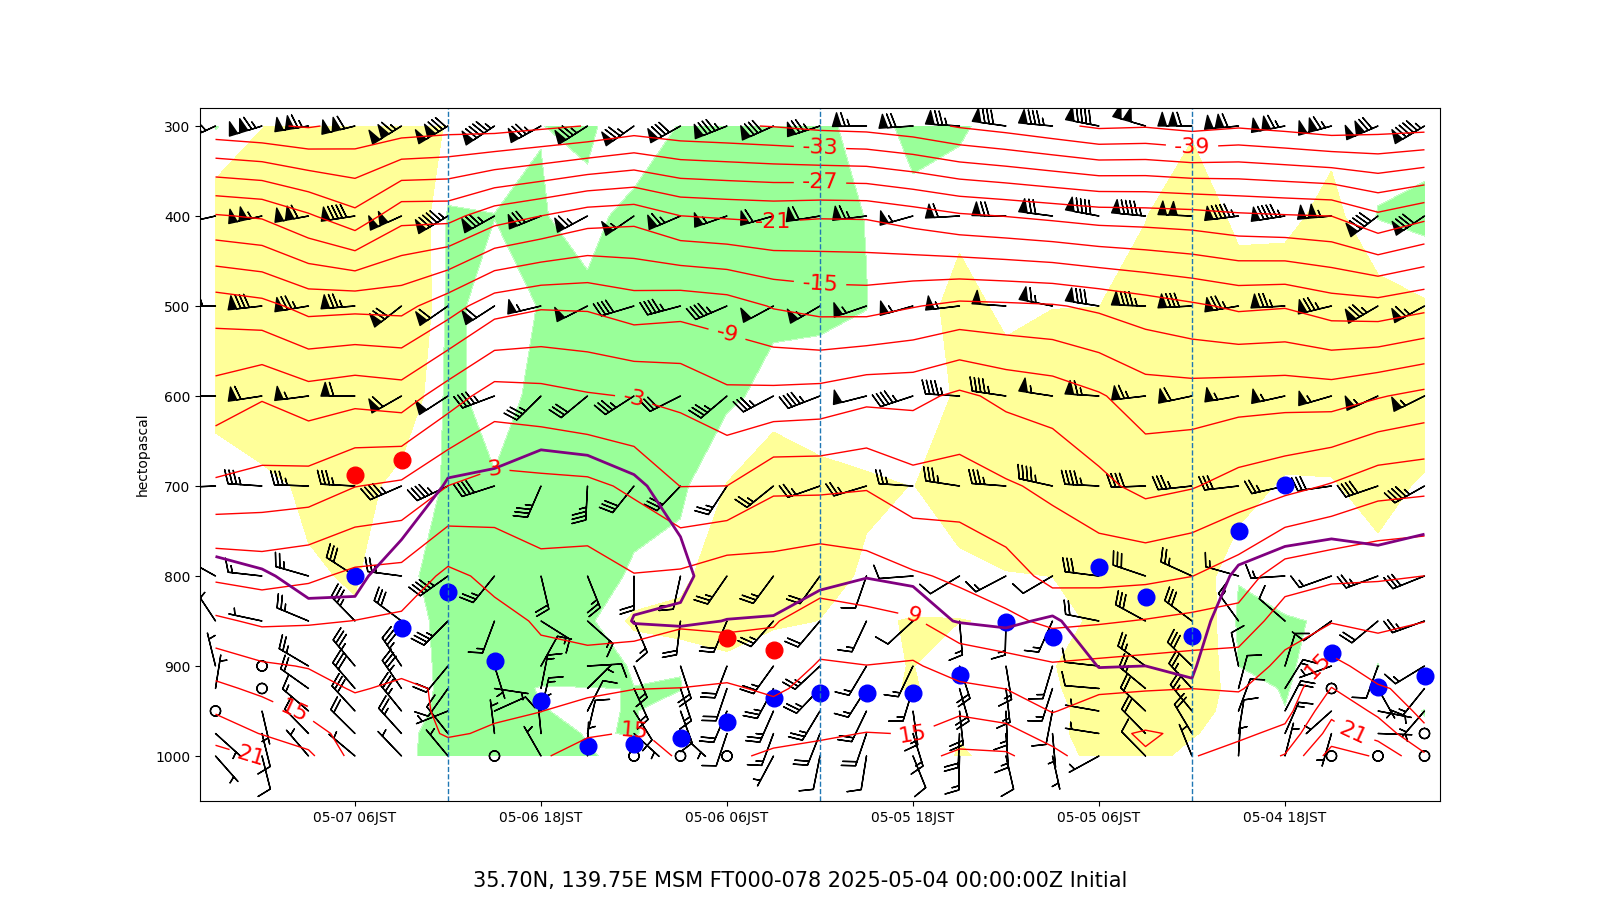 300
400
500
600
700
800
900
1000
hectopascal
-33
-39
-27
-21
-15
-9
-3
3
9
15
15
15
15
21
21
05-07 06JST
05-06 18JST
05-06 06JST
05-05 18JST
05-05 06JST
05-04 18JST
35.70N, 139.75E MSM FT000-078 2025-05-04 00:00:00Z Initial